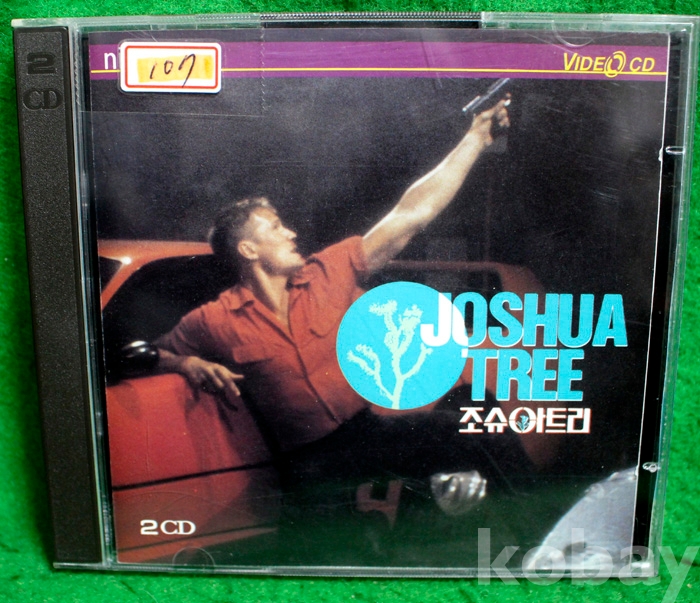 2
CD
n
107
VIDEO CD
JOSHUA
TREE
조슈아트리
2CD
kobay